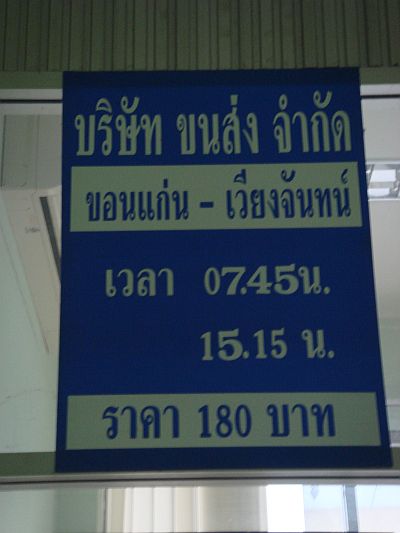 บริษัท ขนส่ง จำกัด
ขอนแก่น - เวียงจันทน์
เวลา 07.45น.
15.15 น.
ราคา 180 บาท